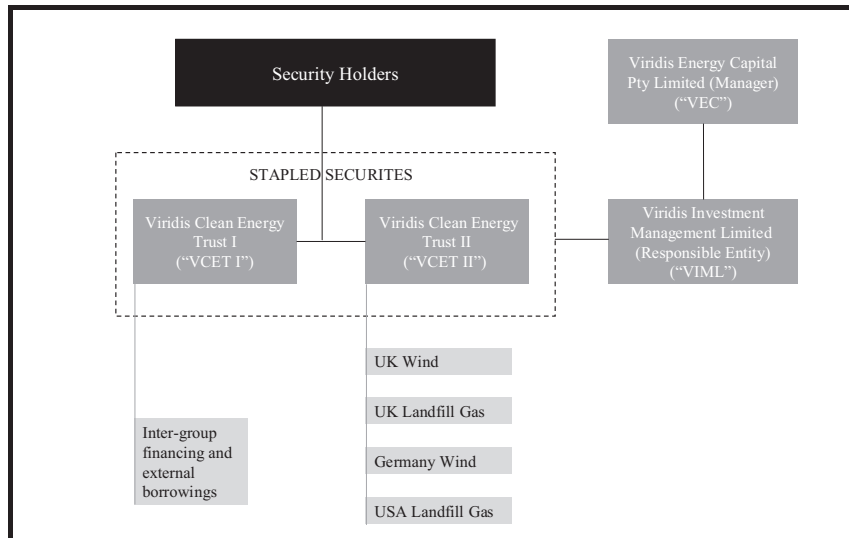 Security Holders
Viridis Energy Capital
Pty Limited (Manager)
(“VEC”)
STAPLED SECURITES
Viridis Clean Energy
Trust I
(“VCET I”)
Viridis Clean Energy
Trust II
(“VCET II”)
Viridis Investment
Management Limited
(Responsible Entity)
(“VIML”)
UK Wind
UK Landfill Gas
Inter-group
financing and
external
borrowings
Germany Wind
USA Landfill Gas